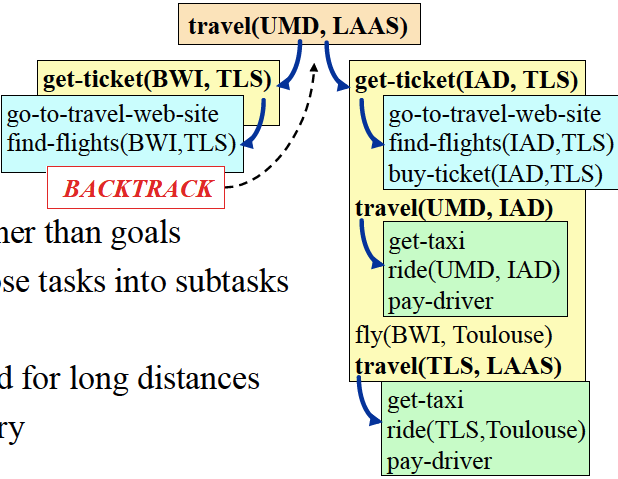 travel(UMD, LAAS)
get-ticket(BWI, TLS)
go-to-travel-web-site
find-flights(BWI,TLS)
BACKTRACK
get-ticket(IAD, TLS)
go-to-travel-web-site
find-flights(IAD,TLS)
buy-ticket(IAD,TLS)
travel(UMD, IAD)
get-taxi
ride(UMD, IAD)
pay-driver
fly(BWI, Toulouse)
travel(TLS, LAAS)
get-taxi
ride(TLS,Toulouse)
pay-driver
than goals
tasks into subtasks
for long distances